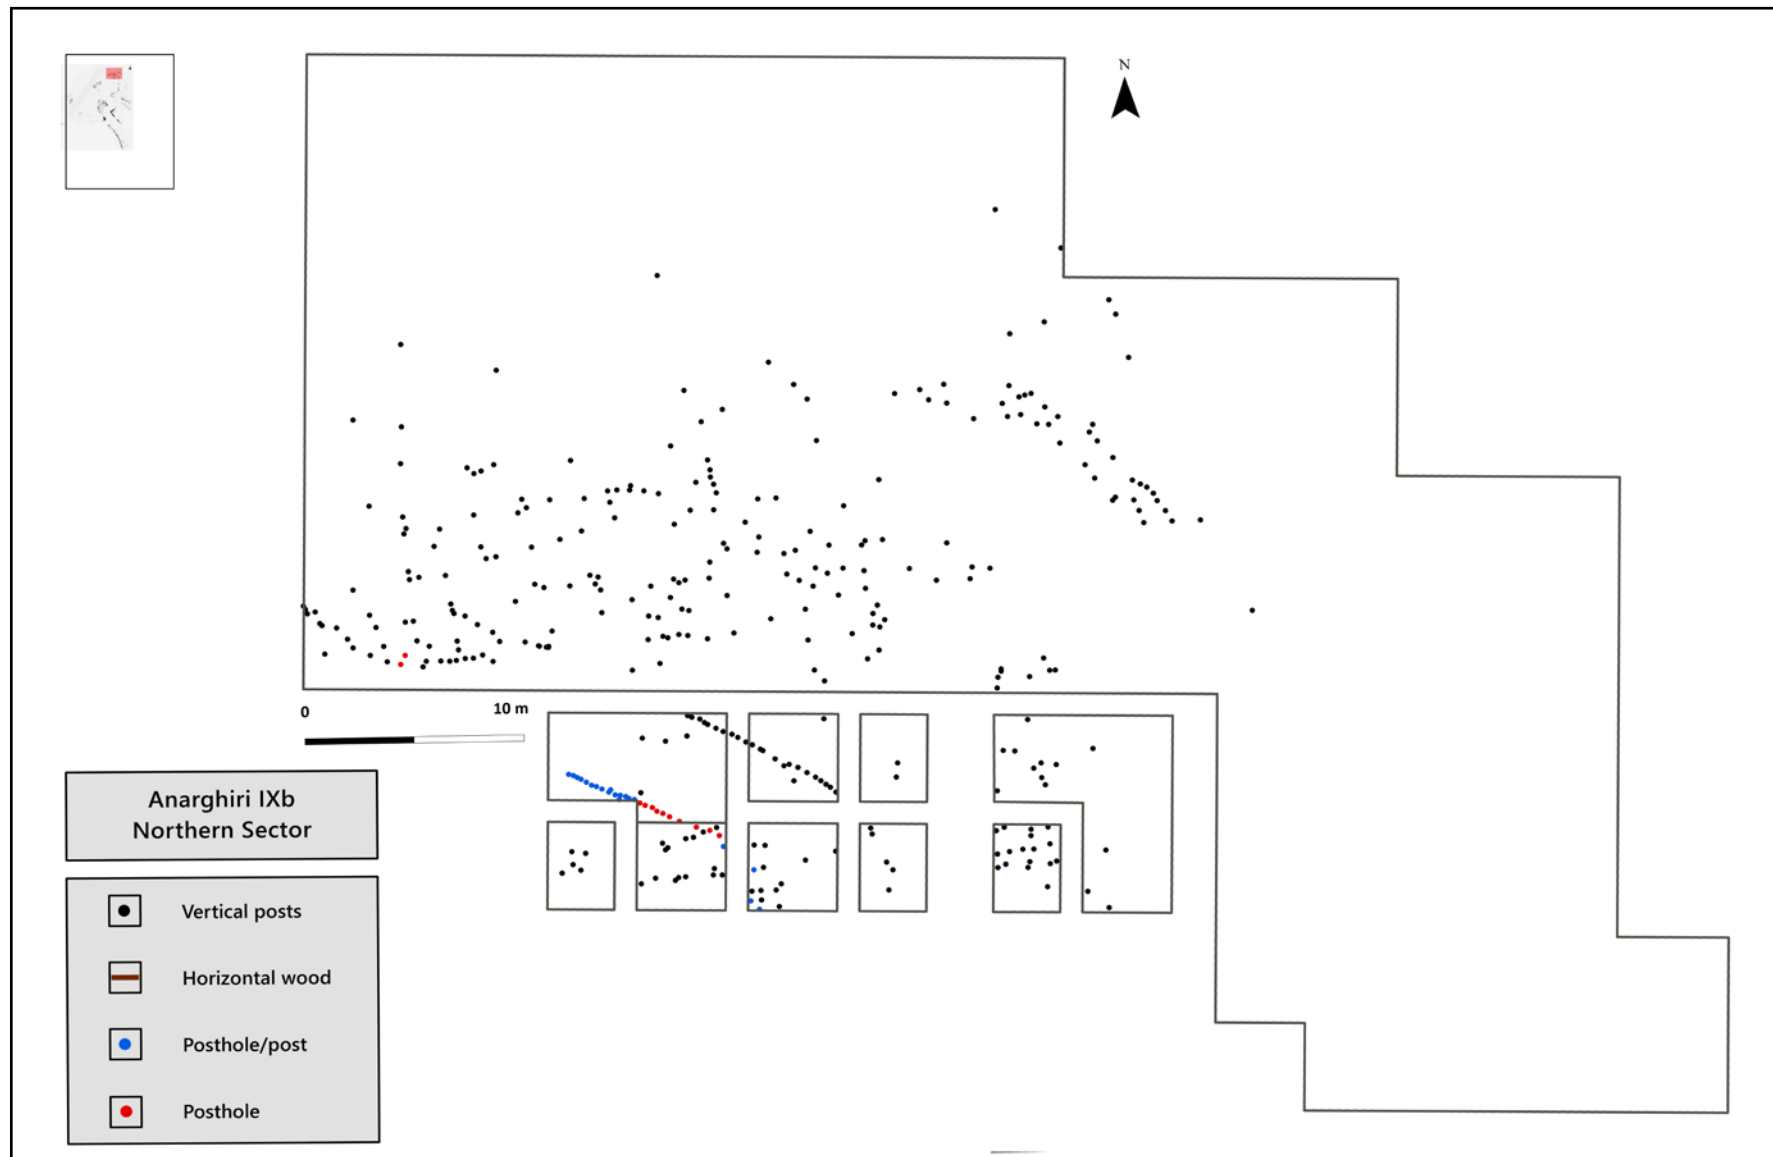 N
0
10 m
Anarghiri IXb
Northern Sector
Vertical posts
Horizontal wood
Posthole/post
Posthole